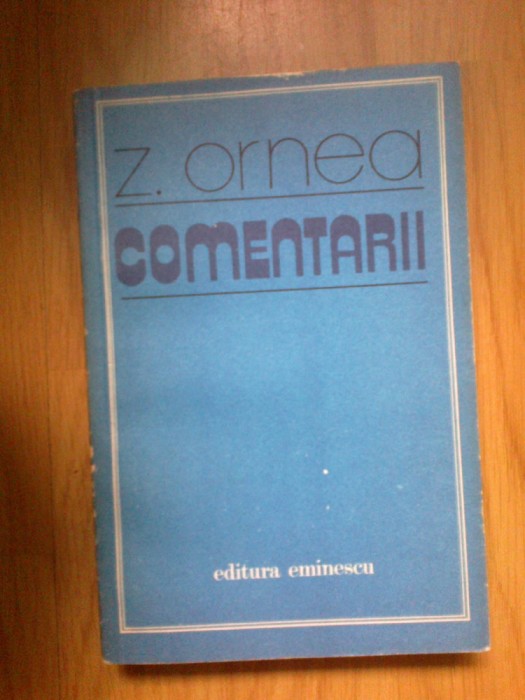 z. ornea
COMENTARII
editura eminescu